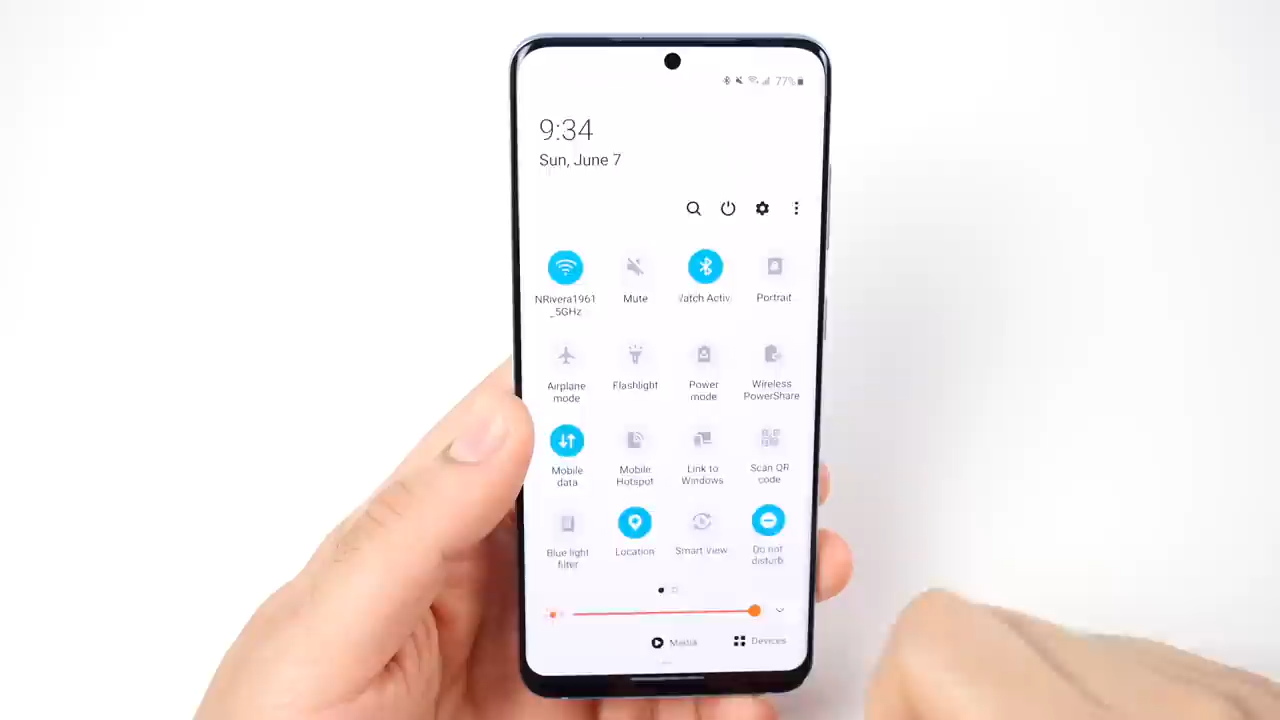 77%
9:34
Sun, June 7
NRivera1961
_5GHz
Mute
Watch Activ
Portrait
Airplane
mode
Flashlight
Power
mode
Wireless
PowerShare
Mobile
data
Mobile
Hotspot
Link to
Windows
Scan QR
code
Blue light
filter
Location
Smart View
Do not
disturb
Media
Devices